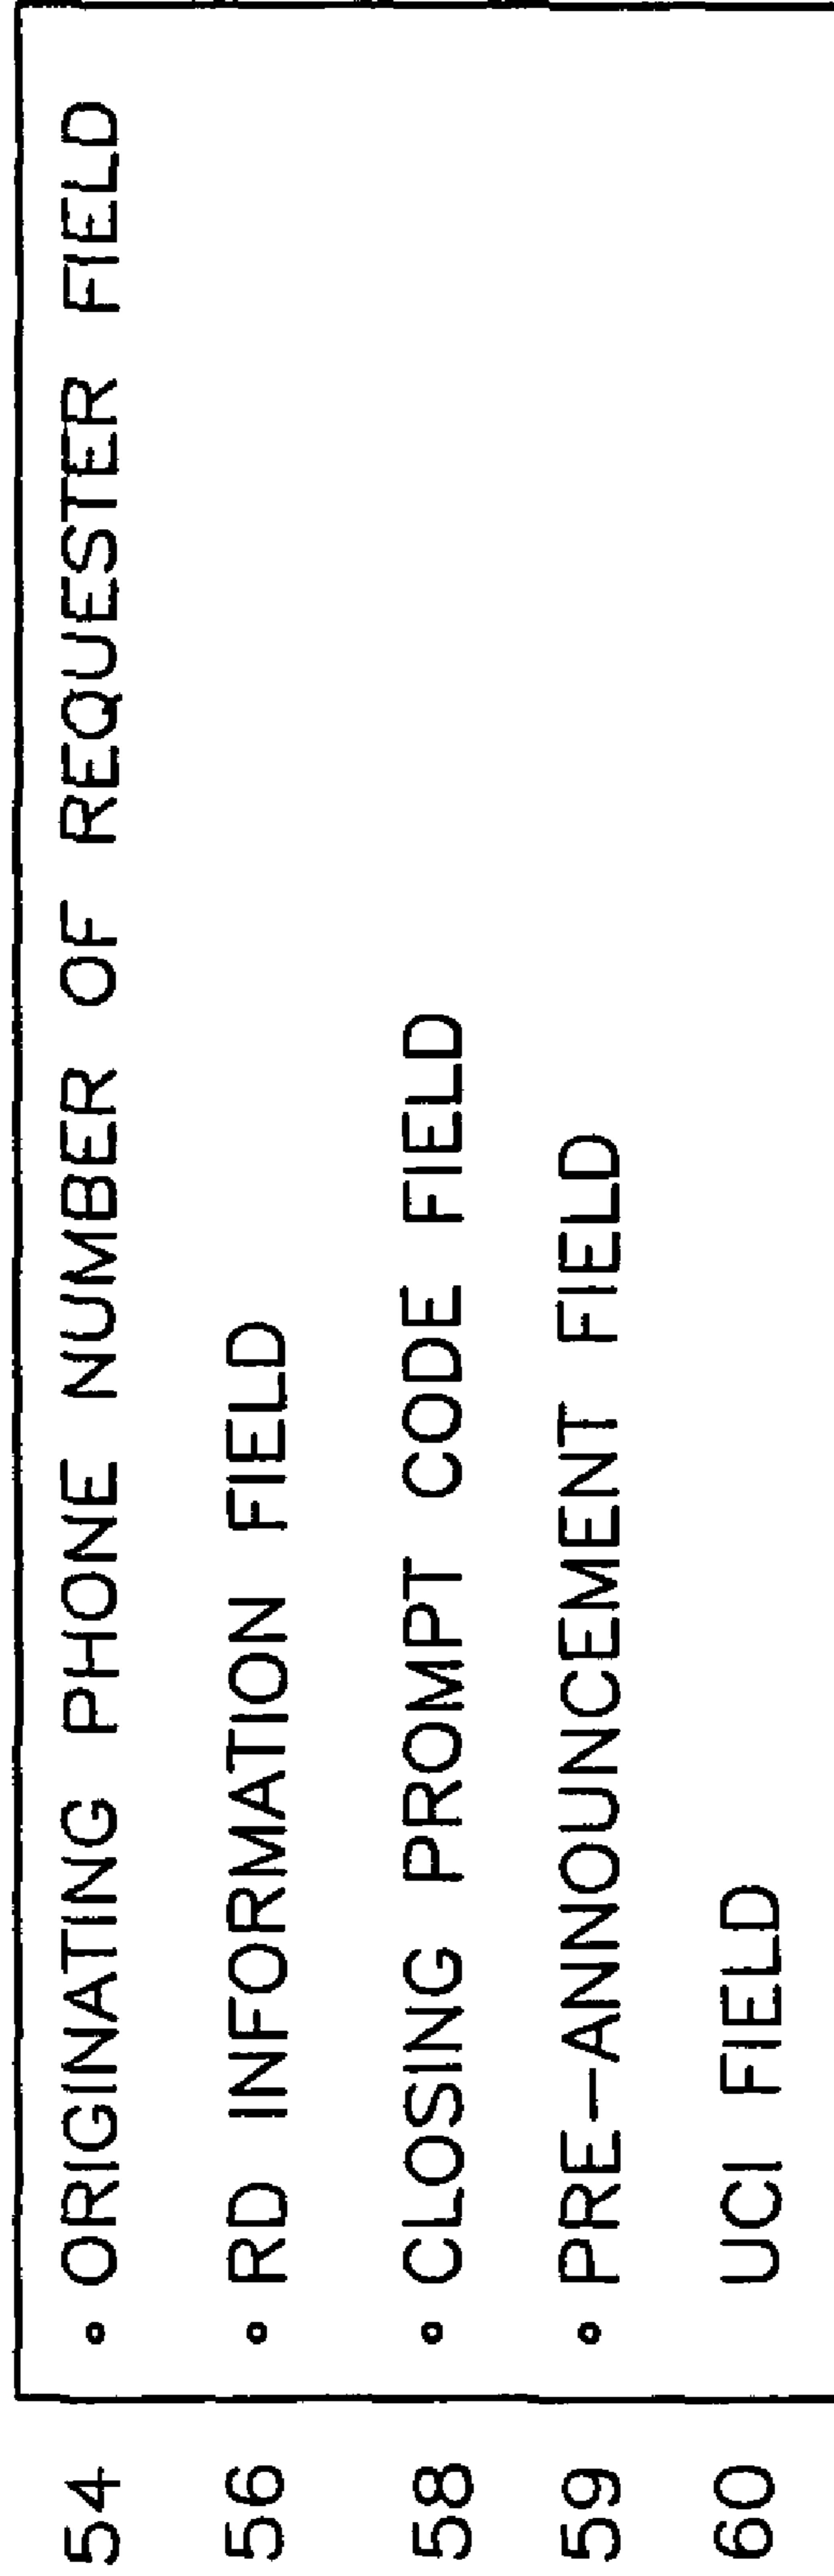 54 ∘ ORIGINATING PHONE NUMBER OF REQUESTER FIELD
56 ∘ RD INFORMATION FIELD
58 ∘ CLOSING PROMPT CODE FIELD
59 ∘ PRE-ANNOUNCEMENT FIELD
60 UCI FIELD